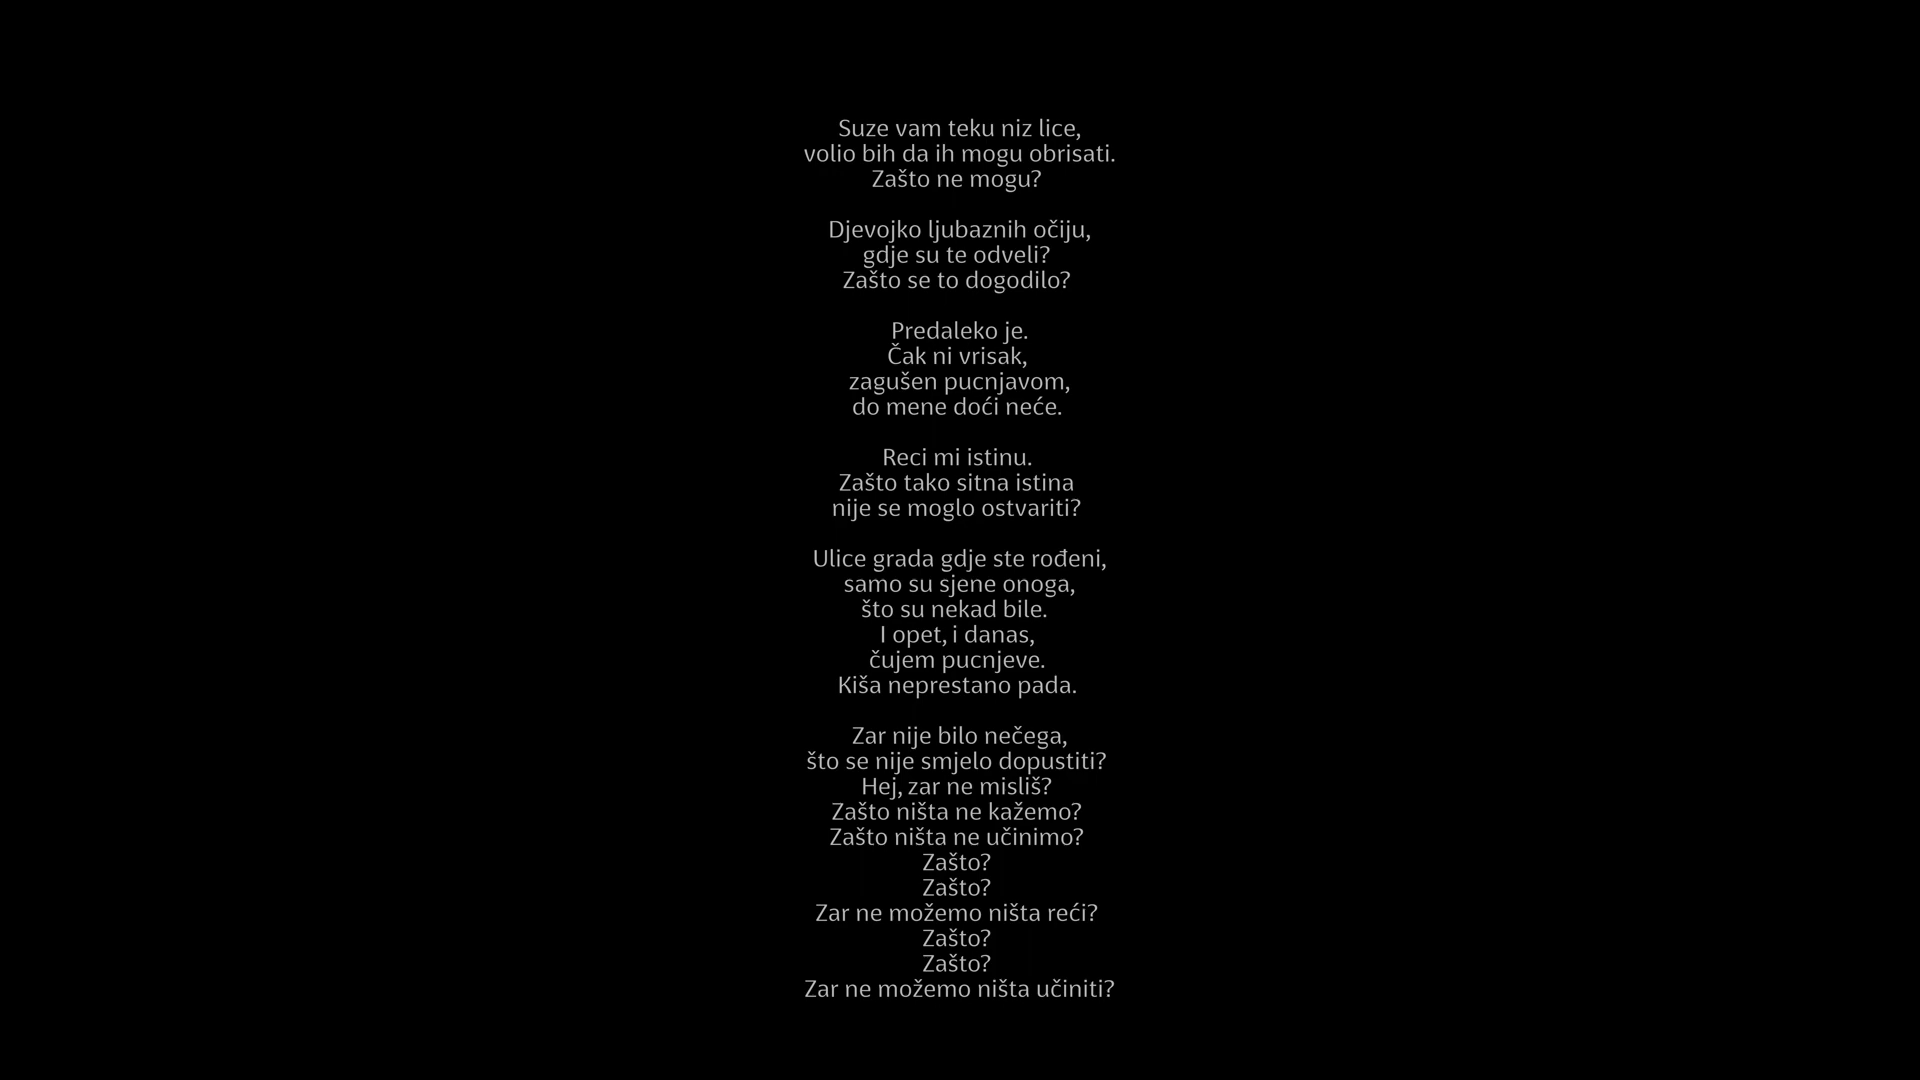 Suze vam teku niz lice,
volio bih da ih mogu obrisati.
Zašto ne mogu?
Djevojko ljubaznih očiju,
gdje su te odveli?
Zašto se to dogodilo?
Predaleko je.
Čak ni vrisak,
zagušen pucnjavom,
do mene doći neće.
Reci mi istinu.
Zašto tako sitna istina
nije se moglo ostvariti?
Ulice grada gdje ste rođeni,
samo su sjene onoga,
što su nekad bile.
I opet, i danas,
čujem pucnjeve.
Kiša neprestano pada.
Zar nije bilo nečega,
što se nije smjelo dopustiti?
Hej, zar ne misliš?
Zašto ništa ne kažemo?
Zašto ništa ne učinimo?
Zašto?
Zašto?
Zar ne možemo ništa reći?
Zašto?
Zašto?
Zar ne možemo ništa učiniti?